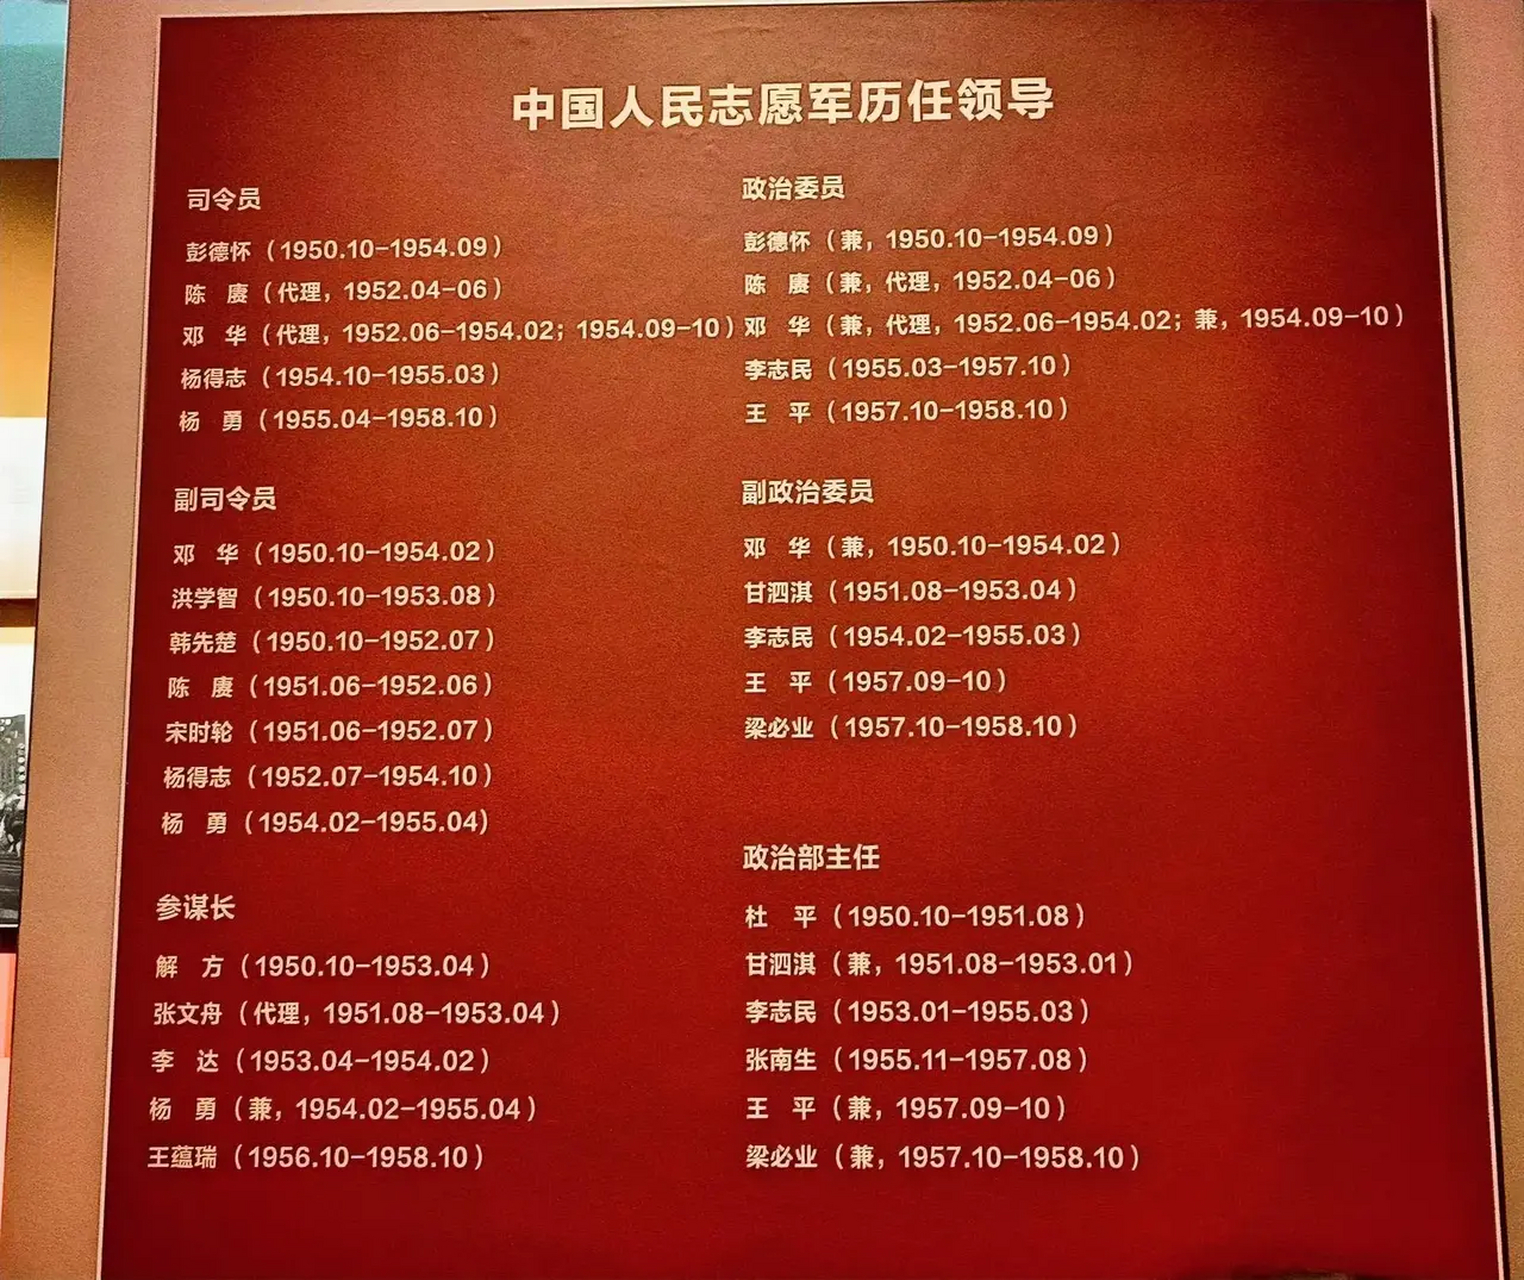 中国人民志愿军历任领导
司令员
彭德怀（1950.10-1954.09）
陈　赓（代理，1952.04-06）
邓　华（代理，1952.06-1954.02；1954.09-10）
杨得志（1954.10-1955.03）
杨　勇（1955.04-1958.10）
副司令员
邓　华（1950.10-1954.02）
洪学智（1950.10-1953.08）
韩先楚（1950.10-1952.07）
陈　赓（1951.06-1952.06）
宋时轮（1951.06-1952.07）
杨得志（1952.07-1954.10）
杨　勇（1954.02-1955.04)
参谋长
解　方（1950.10-1953.04）
张文舟（代理，1951.08-1953.04）
李　达（1953.04-1954.02）
杨　勇（兼，1954.02-1955.04）
王蕴瑞（1956.10-1958.10）
政治委员
彭德怀（兼，1950.10-1954.09）
陈　赓（兼，代理，1952.04-06）
邓　华（兼，代理，1952.06-1954.02；兼，1954.09-10）
李志民（1955.03-1957.10）
王　平（1957.10-1958.10）
副政治委员
邓　华（兼，1950.10-1954.02）
甘泗淇（1951.08-1953.04）
李志民（1954.02-1955.03）
王　平（1957.09-10）
梁必业（1957.10-1958.10）
政治部主任
杜　平（1950.10-1951.08）
甘泗淇（兼，1951.08-1953.01）
李志民（1953.01-1955.03）
张南生（1955.11-1957.08）
王　平（兼，1957.09-10）
梁必业（兼，1957.10-1958.10）